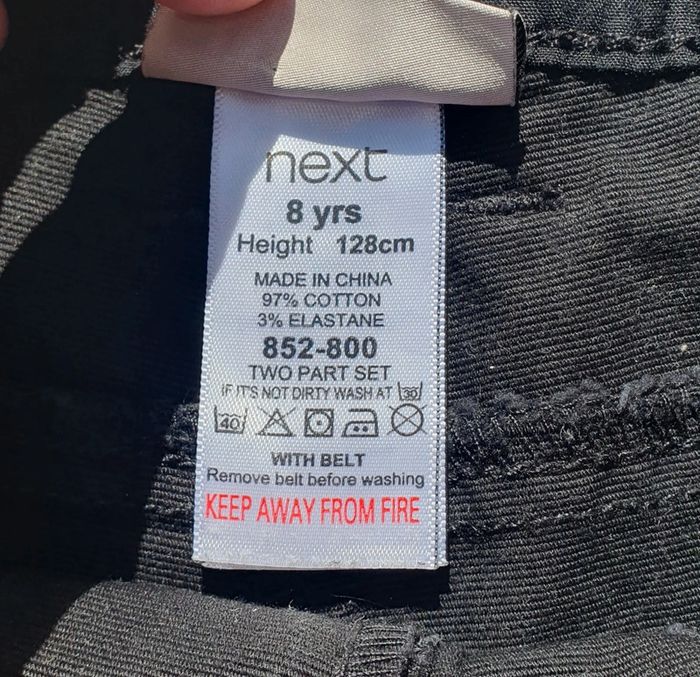 next
8 yrs
Height 128cm
MADE IN CHINA
97% COTTON
3% ELASTANE
852-800
TWO PART SET
IF IT'S NOT DIRTY WASH AT 30
40
WITH BELT
Remove belt before washing
KEEP AWAY FROM FIRE